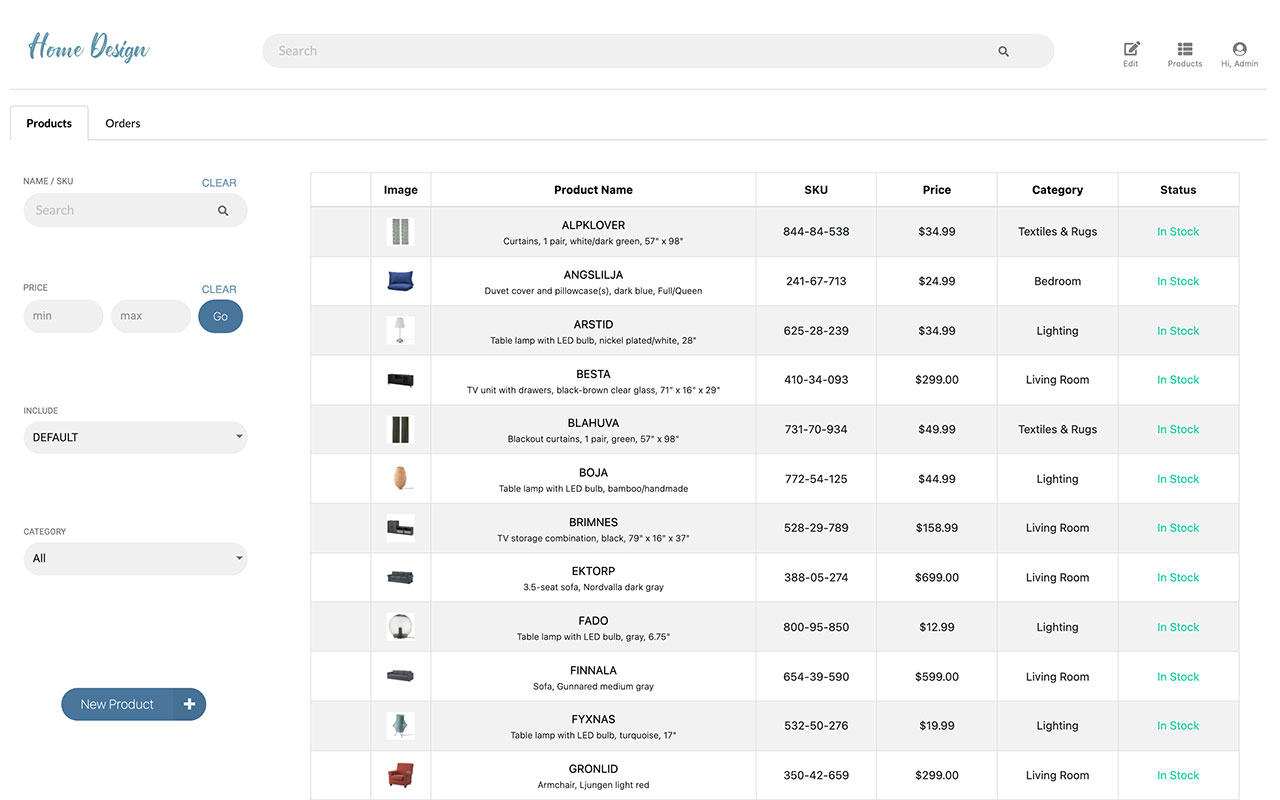 Home Design
Search
Edit
Products
Hi, Admin
Products
Orders
NAME / SKU
CLEAR
Search
PRICE
CLEAR
min
max
Go
INCLUDE
DEFAULT
CATEGORY
All
New Product
Image Product Name SKU Price Category Status
ALPKLOVER
Curtains, 1 pair, white/dark green, 57" x 98"
844-84-538 $34.99 Textiles & Rugs In Stock
ANGSLILJA
Duvet cover and pillowcase(s), dark blue, Full/Queen
241-67-713 $24.99 Bedroom In Stock
ARSTID
Table lamp with LED bulb, nickel plated/white, 28"
625-28-239 $34.99 Lighting In Stock
BESTA
TV unit with drawers, black-brown clear glass, 71" x 16" x 29"
410-34-093 $299.00 Living Room In Stock
BLAHUVA
Blackout curtains, 1 pair, green, 57" x 98"
731-70-934 $49.99 Textiles & Rugs In Stock
BOJA
Table lamp with LED bulb, bamboo/handmade
772-54-125 $44.99 Lighting In Stock
BRIMNES
TV storage combination, black, 79" x 16" x 37"
528-29-789 $158.99 Living Room In Stock
EKTORP
3.5-seat sofa, Nordvalla dark gray
388-05-274 $699.00 Living Room In Stock
FADO
Table lamp with LED bulb, gray, 6.75"
800-95-850 $12.99 Lighting In Stock
FINNALA
Sofa, Gunnared medium gray
654-39-590 $599.00 Living Room In Stock
FYXNAS
Table lamp with LED bulb, turquoise, 17"
532-50-276 $19.99 Lighting In Stock
GRONLID
Armchair, Ljungen light red
350-42-659 $299.00 Living Room In Stock